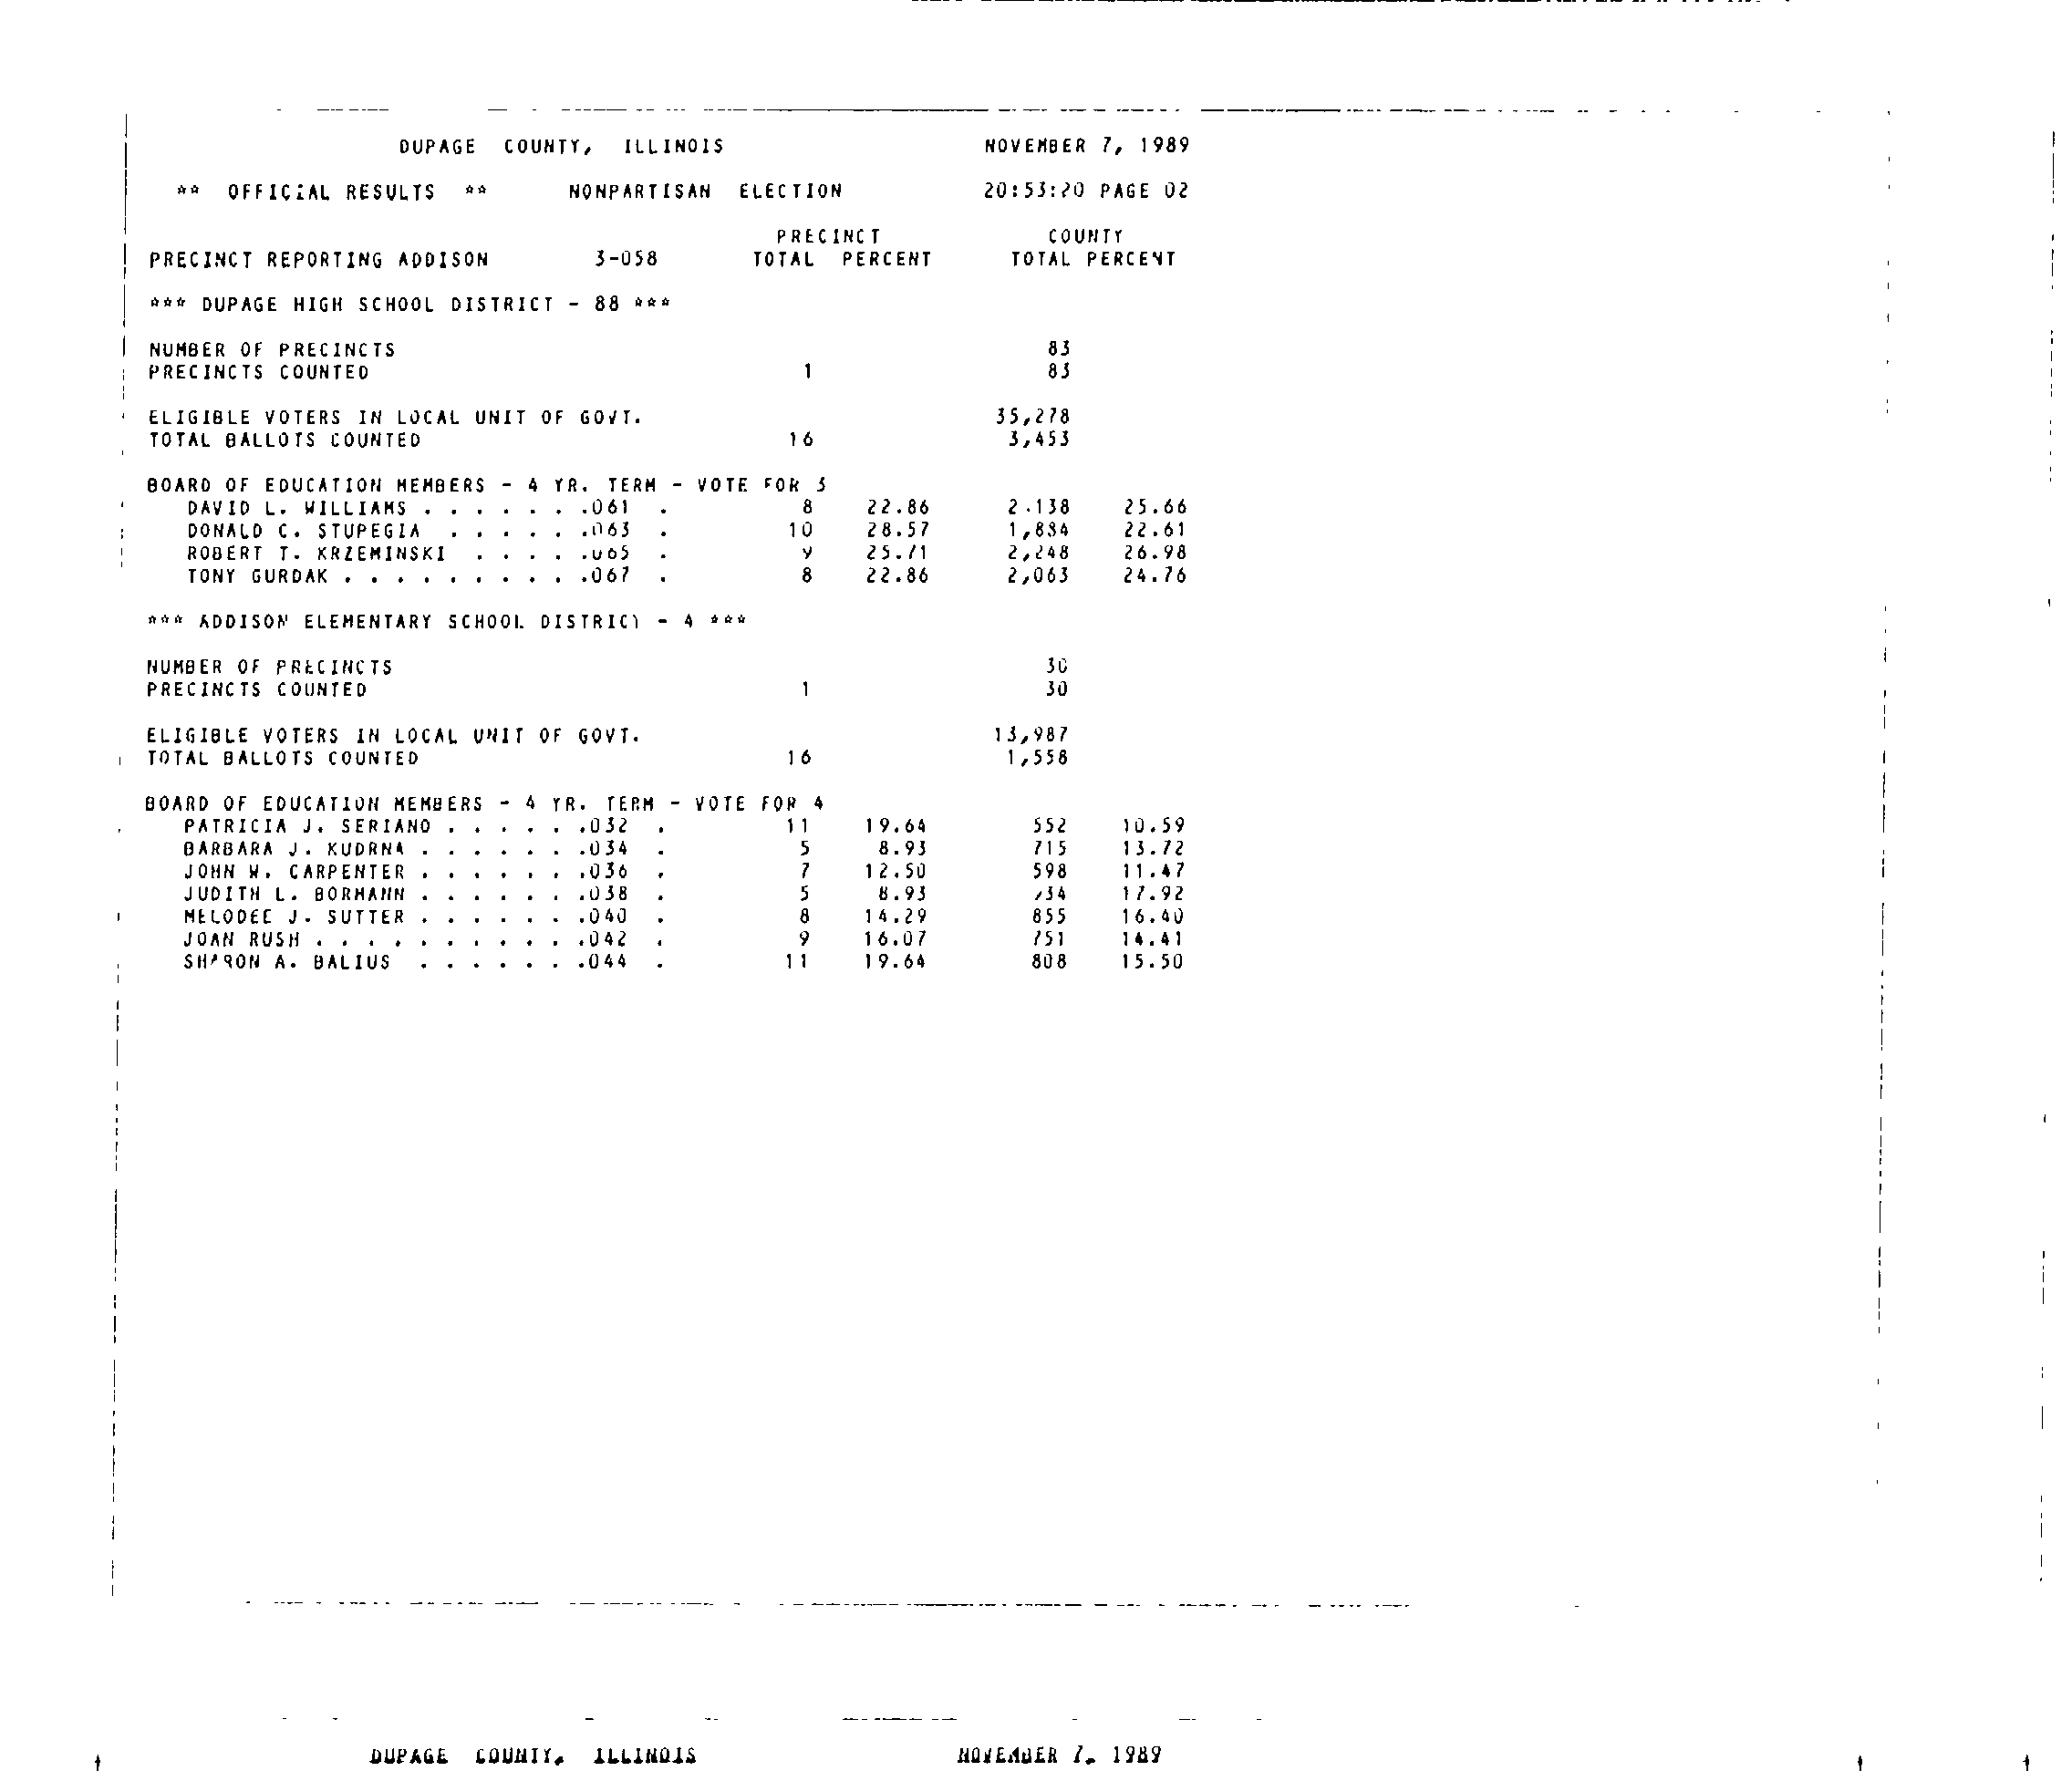 DUPAGE COUNTY, ILLINOIS NOVEMBER 7, 1989
** OFFICIAL RESULTS ** NONPARTISAN ELECTION 20:53:20 PAGE 02
PRECINCT COUNTY
PRECINCT REPORTING ADDISON 3-058 TOTAL PERCENT TOTAL PERCENT
*** DUPAGE HIGH SCHOOL DISTRICT - 88 ***
NUMBER OF PRECINCTS 83
PRECINCTS COUNTED 1 83
ELIGIBLE VOTERS IN LOCAL UNIT OF GOVT. 35,278
TOTAL BALLOTS COUNTED 16 3,453
BOARD OF EDUCATION MEMBERS - 4 YR. TERM - VOTE FOR 3
DAVID L. WILLIAMS . . . . . . .061 . 8 22.86 2,138 25.66
DONALD C. STUPEGIA . . . . . .063 . 10 28.57 1,884 22.61
ROBERT T. KRZEMINSKI . . . . .065 . 9 25.71 2,248 26.98
TONY GURDAK . . . . . . . . . .067 . 8 22.86 2,063 24.76
*** ADDISON ELEMENTARY SCHOOL DISTRICT - 4 ***
NUMBER OF PRECINCTS 30
PRECINCTS COUNTED 1 30
ELIGIBLE VOTERS IN LOCAL UNIT OF GOVT. 13,987
TOTAL BALLOTS COUNTED 16 1,558
BOARD OF EDUCATION MEMBERS - 4 YR. TERM - VOTE FOR 4
PATRICIA J. SERIANO . . . . . .032 . 11 19.64 552 10.59
BARBARA J. KUDRNA . . . . . . .034 . 5 8.93 715 13.72
JOHN W. CARPENTER . . . . . . .036 . 7 12.50 598 11.47
JUDITH L. BORMANN . . . . . . .038 . 5 8.93 17.92
MELODEE J. SUTTER . . . . . . .040 . 8 14.29 855 16.40
JOAN RUSH . . . . . . . . . . .042 . 9 16.07 751 14.41
SHARON A. BALIUS . . . . . . .044 . 11 19.64 808 15.50
DUPAGE COUNTY, ILLINOIS NOVEMBER 7, 1989